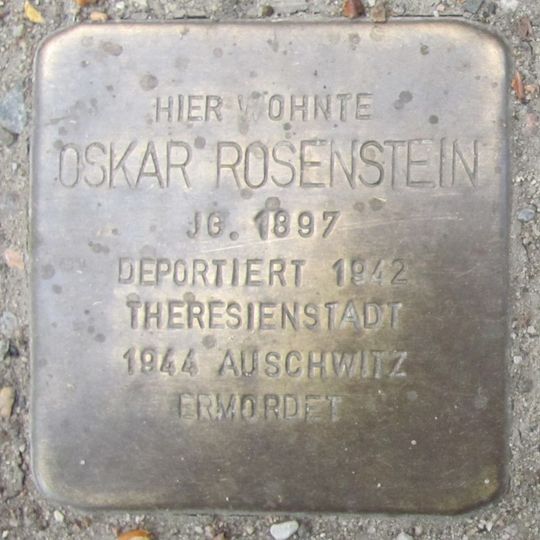 HIER WOHNTE
OSKAR ROSENSTEIN
JG. 1897
DEPORTIERT 1942
THERESIENSTADT
1944 AUSCHWITZ
ERMORDET